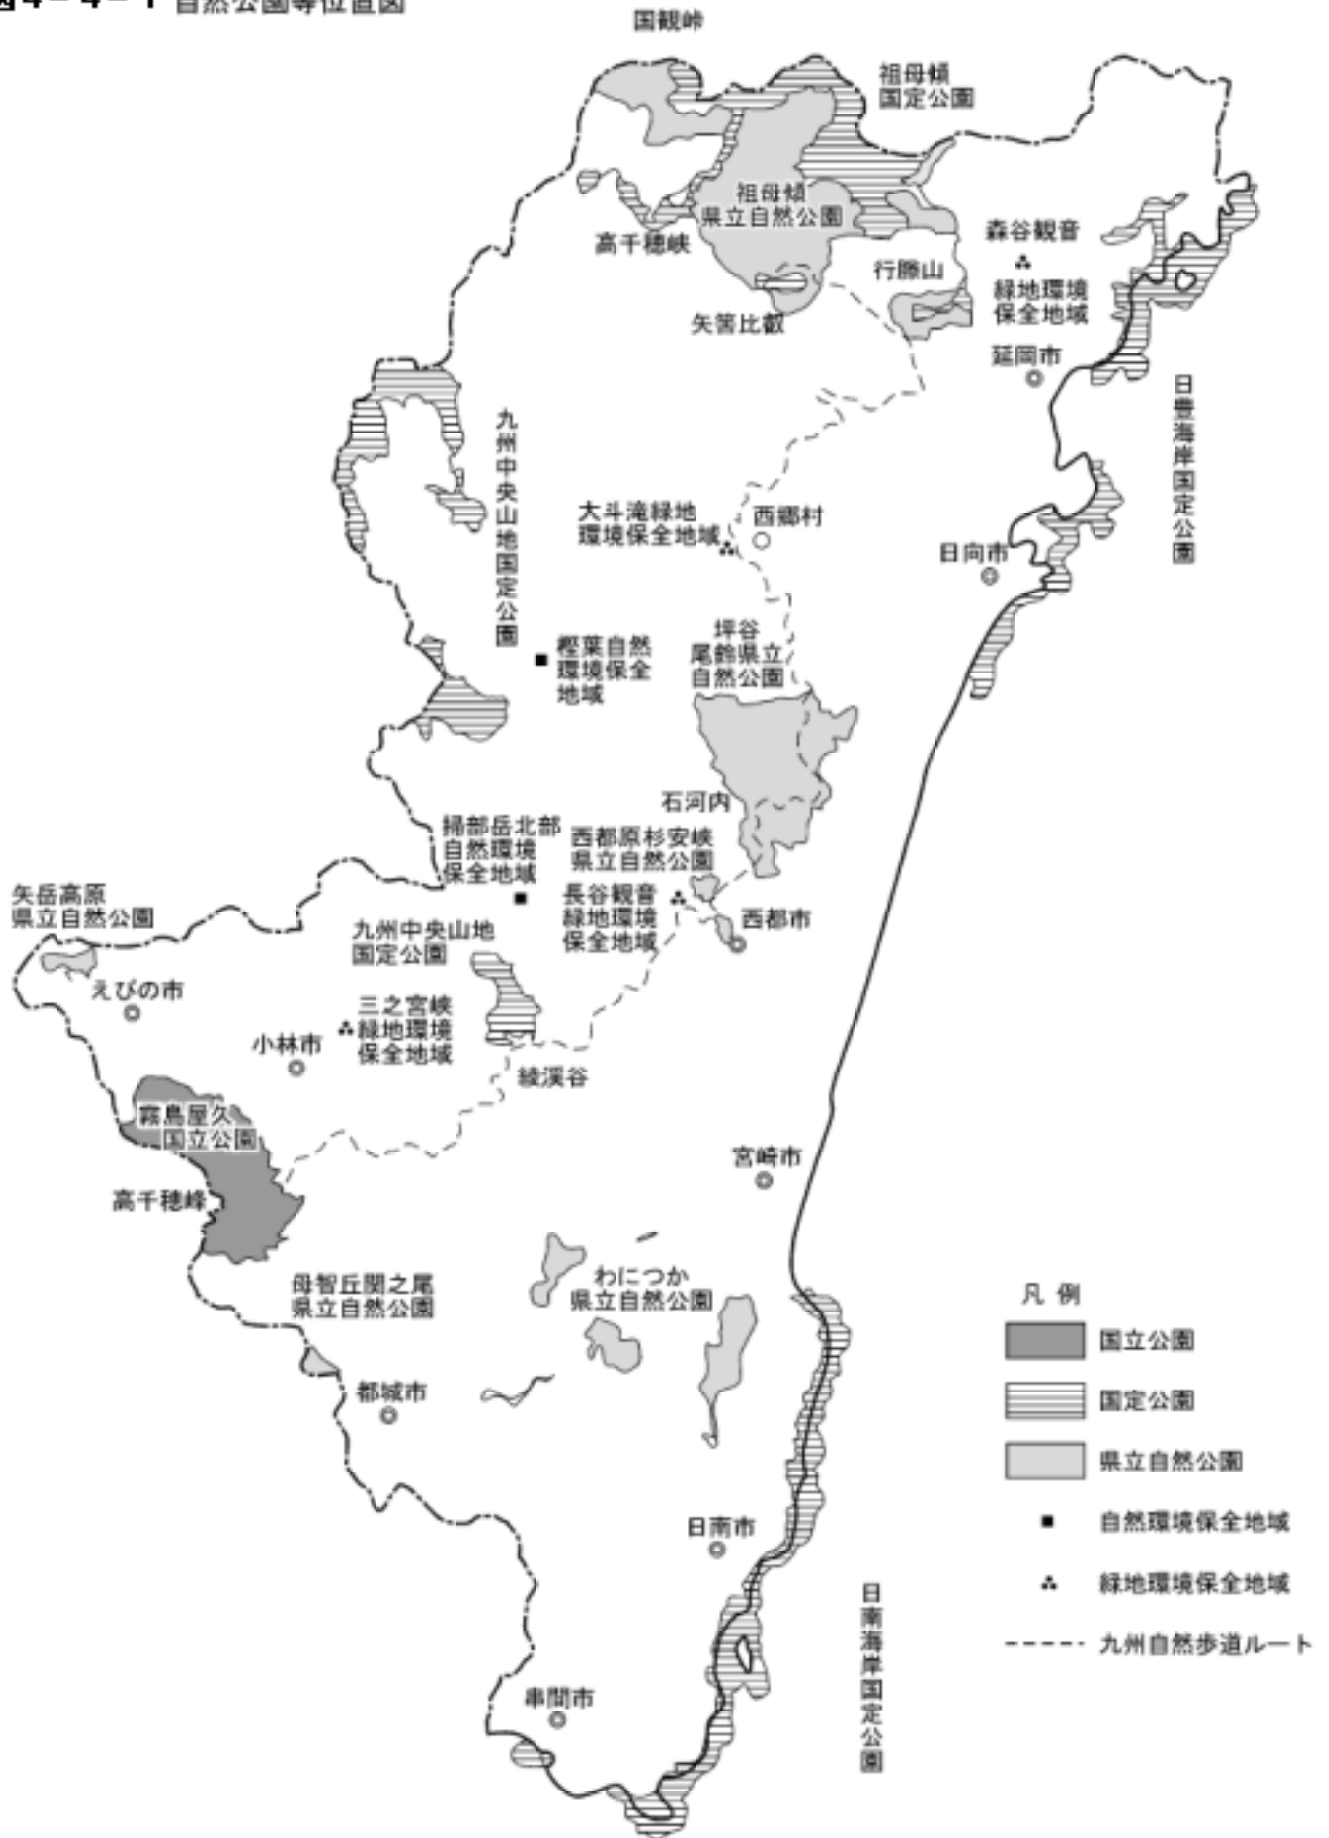 図4-4-1 自然公園等位置図
国観峠
祖母傾
国定公園
祖母傾
県立自然公園
高千穂峡
森谷観音
緑地環境
保全地域
行縢山
矢筈比叡
延岡市
日豊海岸国定公園
九州中央山地国定公園
大斗滝緑地
環境保全地域
西郷村
日向市
樫葉自然
環境保全
地域
坪谷
尾鈴県立
自然公園
石河内
掃部岳北部
自然環境
保全地域
西都原杉安峡
県立自然公園
長谷観音
緑地環境
保全地域
西都市
矢岳高原
県立自然公園
九州中央山地
国定公園
えびの市
三之宮峡
緑地環境
保全地域
小林市
綾渓谷
霧島屋久
国立公園
宮崎市
高千穂峰
母智丘関之尾
県立自然公園
わにつか
県立自然公園
都城市
日南市
日南海岸国定公園
串間市
凡例
国立公園
国定公園
県立自然公園
自然環境保全地域
緑地環境保全地域
九州自然歩道ルート